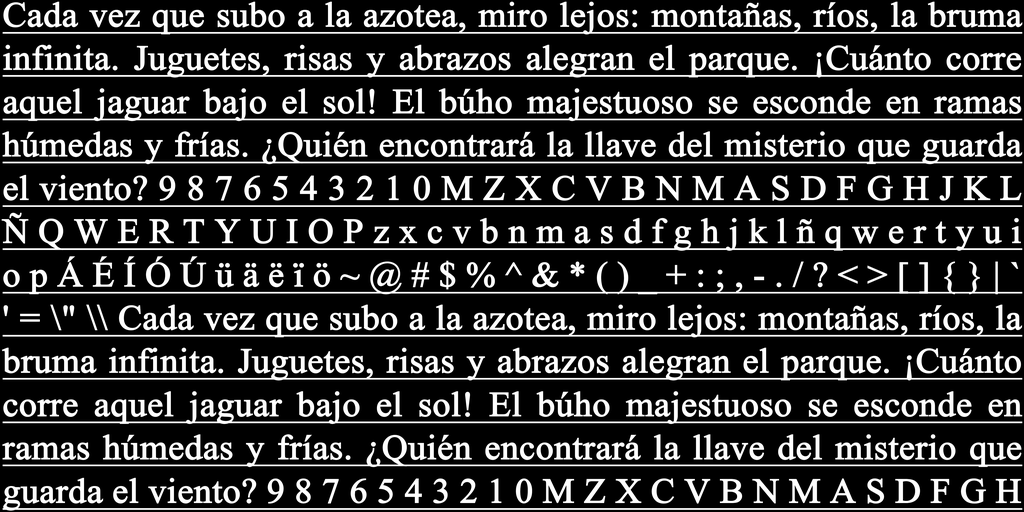 Cada vez que subo a la azotea, miro lejos: montañas, ríos, la bruma
infinita. Juguetes, risas y abrazos alegran el parque. ¡Cuánto corre
aquel jaguar bajo el sol! El búho majestuoso se esconde en ramas
húmedas y frías. ¿Quién encontrará la llave del misterio que guarda
el viento? 9 8 7 6 5 4 3 2 1 0 M Z X C V B N M A S D F G H J K L
Ñ Q W E R T Y U I O P z x c v b n m a s d f g h j k l ñ q w e r t y u i
o p Á É Í Ó Ú ü ä ë ï ö ~ @ # $ % ^ & * ( ) _ + : ; , - . / ? < > [ ] { } | `
' = \" \\ Cada vez que subo a la azotea, miro lejos: montañas, ríos, la
bruma infinita. Juguetes, risas y abrazos alegran el parque. ¡Cuánto
corre aquel jaguar bajo el sol! El búho majestuoso se esconde en
ramas húmedas y frías. ¿Quién encontrará la llave del misterio que
guarda el viento? 9 8 7 6 5 4 3 2 1 0 M Z X C V B N M A S D F G H